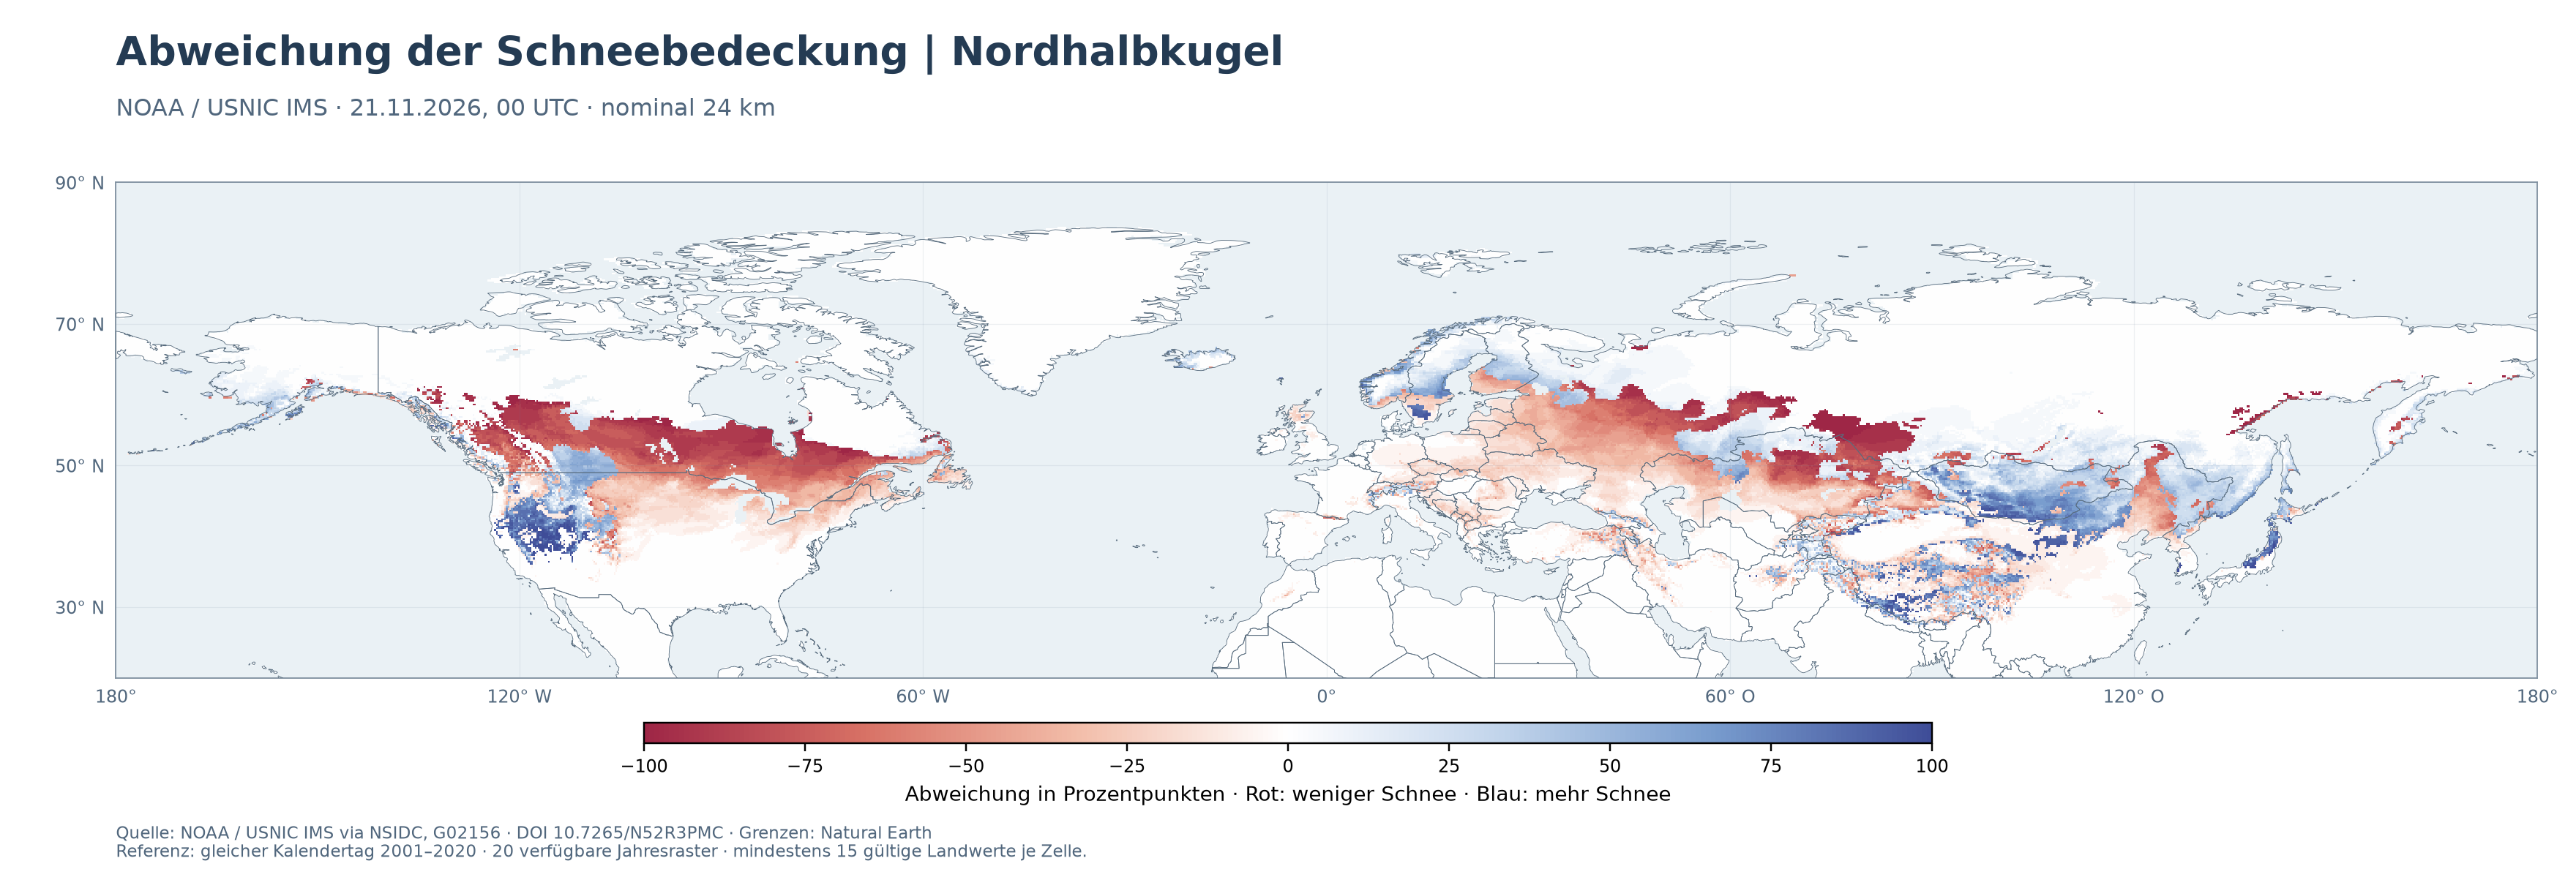 Abweichung der Schneebedeckung | Nordhalbkugel
NOAA / USNIC IMS · 21.11.2026, 00 UTC · nominal 24 km
90° N
70° N
50° N
30° N
180° 120° W 60° W 0° 60° O 120° O 180°
−100 −75 −50 −25 0 25 50 75 100
Abweichung in Prozentpunkten · Rot: weniger Schnee · Blau: mehr Schnee
Quelle: NOAA / USNIC IMS via NSIDC, G02156 · DOI 10.7265/N52R3PMC · Grenzen: Natural Earth
Referenz: gleicher Kalendertag 2001–2020 · 20 verfügbare Jahresraster · mindestens 15 gültige Landwerte je Zelle.